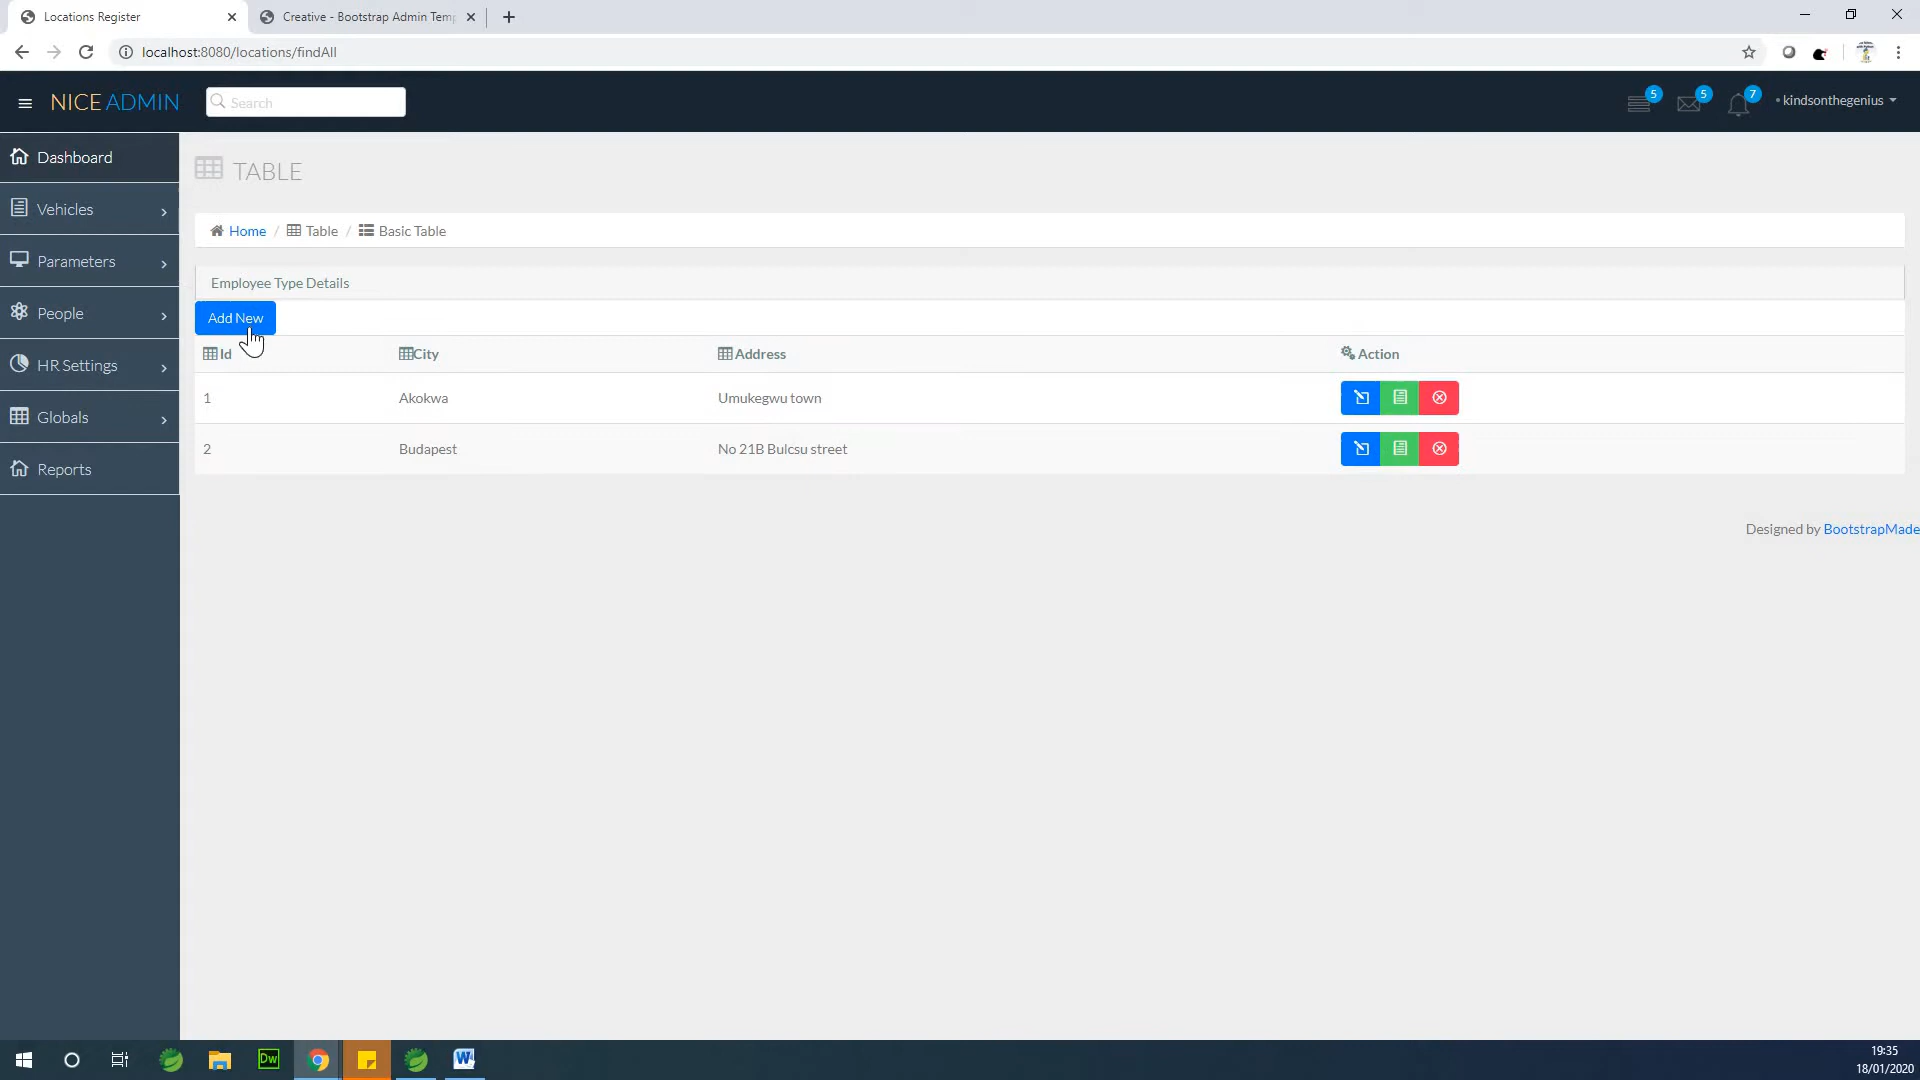 Locations Register
Creative - Bootstrap Admin Temp
localhost:8080/locations/findAll
NICE ADMIN
Search
5
5
7
kindsonthegenius
Dashboard
Vehicles
Parameters
People
HR Settings
Globals
Reports
TABLE
Home / Table / Basic Table
Employee Type Details
Add New
Id City Address Action
1 Akokwa Umukegwu town
2 Budapest No 21B Bulcsu street
Designed by BootstrapMade
Dw
W
19:35
18/01/2020